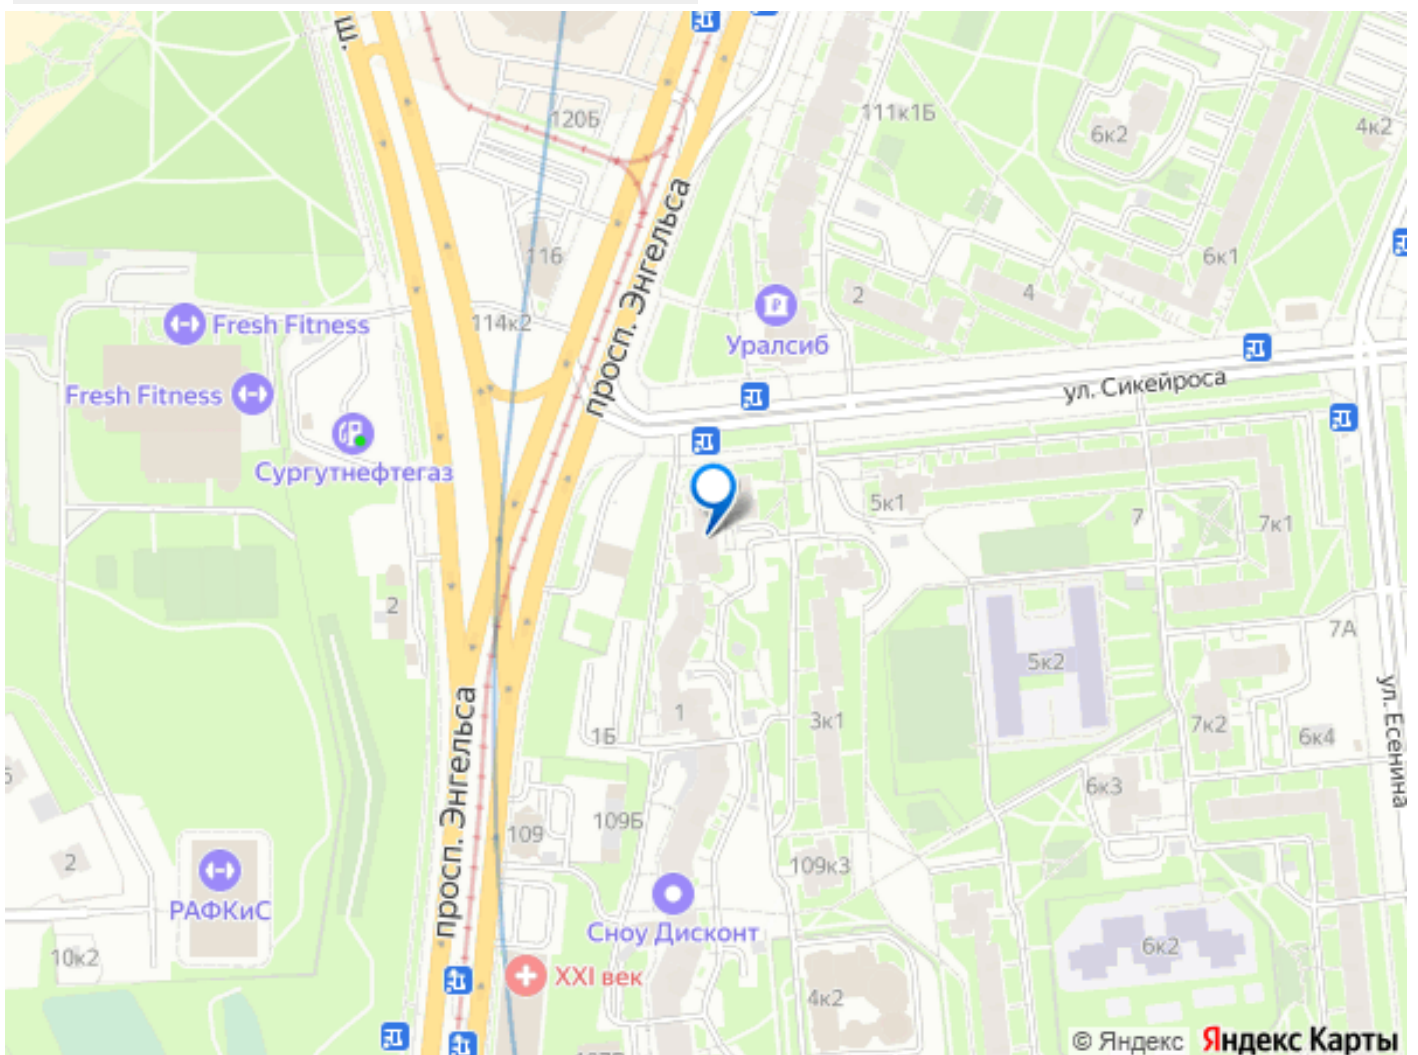 Ш.
120Б
111к1Б
6к2
4к2
116
6к1
2
4
114к2
Fresh Fitness
просп. Энгельса
Уралсиб
Fresh Fitness
ул. Сикейроса
Сургутнефтегаз
5к1
7
7к1
2
7А
5к2
1
3к1
7к2
6к4
1Б
ул. Есенина
просп. Энгельса
6к3
109
109Б
2
109к3
РАФКиС
Сноу Дисконт
6к2
10к2
XXI век
4к2
© Яндекс Яндекс Карты